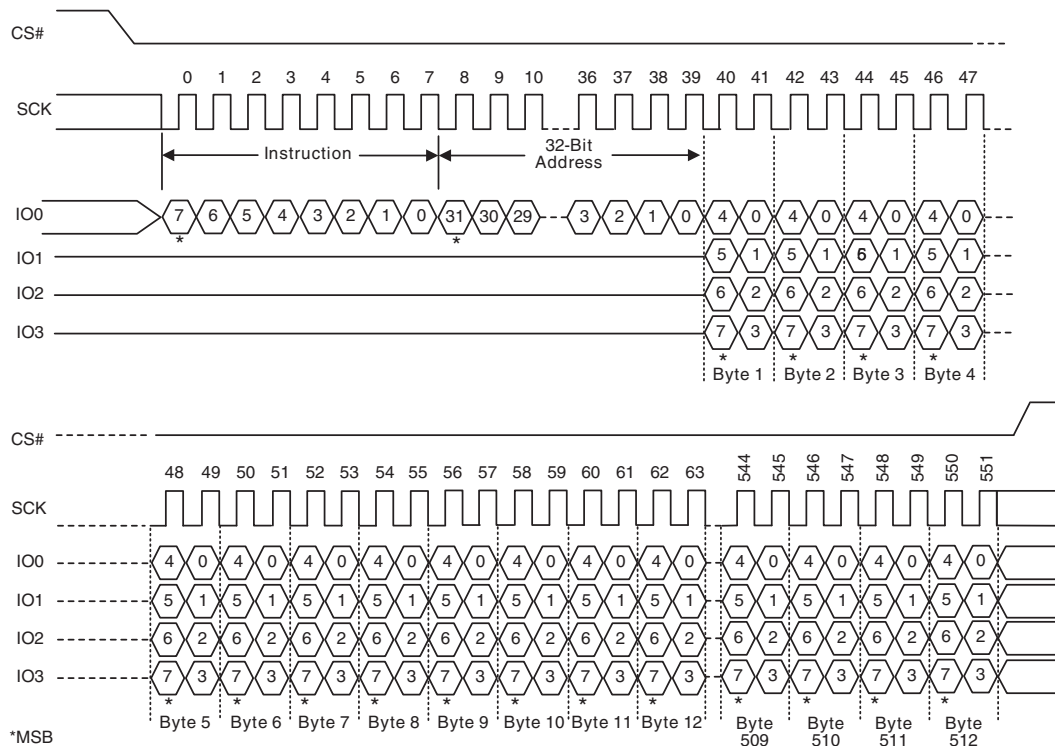 CS#
0 1 2 3 4 5 6 7 8 9 10 36 37 38 39 40 41 42 43 44 45 46 47
SCK
Instruction
32-Bit
Address
IO0 7 6 5 4 3 2 1 0 31 30 29 3 2 1 0 4 0 4 0 4 0 4 0
* *
IO1 5 1 5 1 6 1 5 1
IO2 6 2 6 2 6 2 6 2
IO3 7 3 7 3 7 3 7 3
* * * *
Byte 1 Byte 2 Byte 3 Byte 4
CS#
48 49 50 51 52 53 54 55 56 57 58 59 60 61 62 63 544 545 546 547 548 549 550 551
SCK
IO0 4 0 4 0 4 0 4 0 4 0 4 0 4 0 4 0 4 0 4 0 4 0 4 0
IO1 5 1 5 1 5 1 5 1 5 1 5 1 5 1 5 1 5 1 5 1 5 1 5 1
IO2 6 2 6 2 6 2 6 2 6 2 6 2 6 2 6 2 6 2 6 2 6 2 6 2
IO3 7 3 7 3 7 3 7 3 7 3 7 3 7 3 7 3 7 3 7 3 7 3 7 3
* * * * * * * * * * * *
Byte 5 Byte 6 Byte 7 Byte 8 Byte 9 Byte 10 Byte 11 Byte 12 Byte Byte Byte Byte
*MSB 509 510 511 512